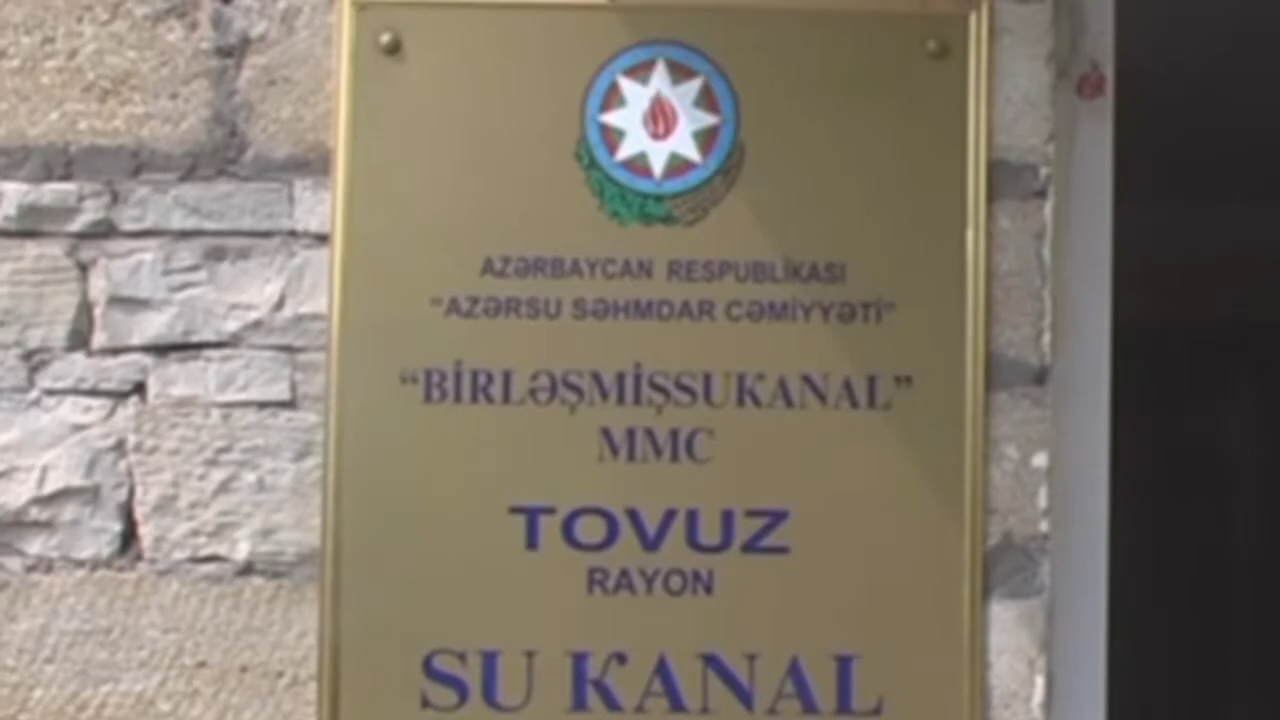 AZƏRBAYCAN RESPUBLİKASI
"AZƏRSU SƏHMDAR CƏMİYYƏTİ"
“BİRLƏŞMİŞSUKANAL”
MMC
TOVUZ
RAYON
SU KANAL